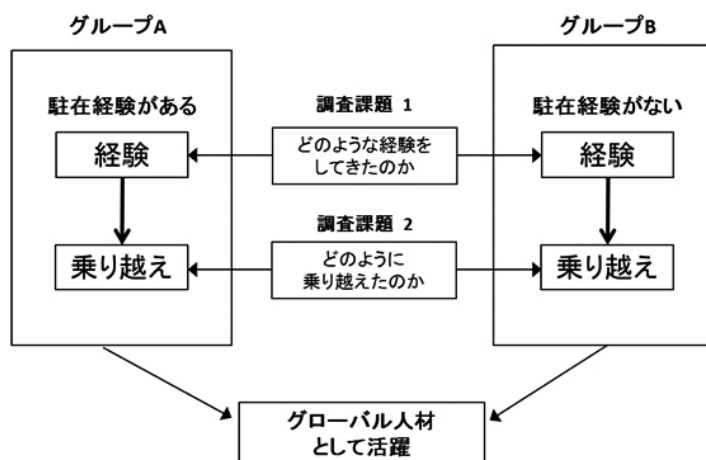 グループA
グループB
駐在経験がある
調査課題 1
駐在経験がない
経験
どのような経験を
してきたのか
経験
調査課題 2
乗り越え
どのように
乗り越えたのか
乗り越え
グローバル人材
として活躍